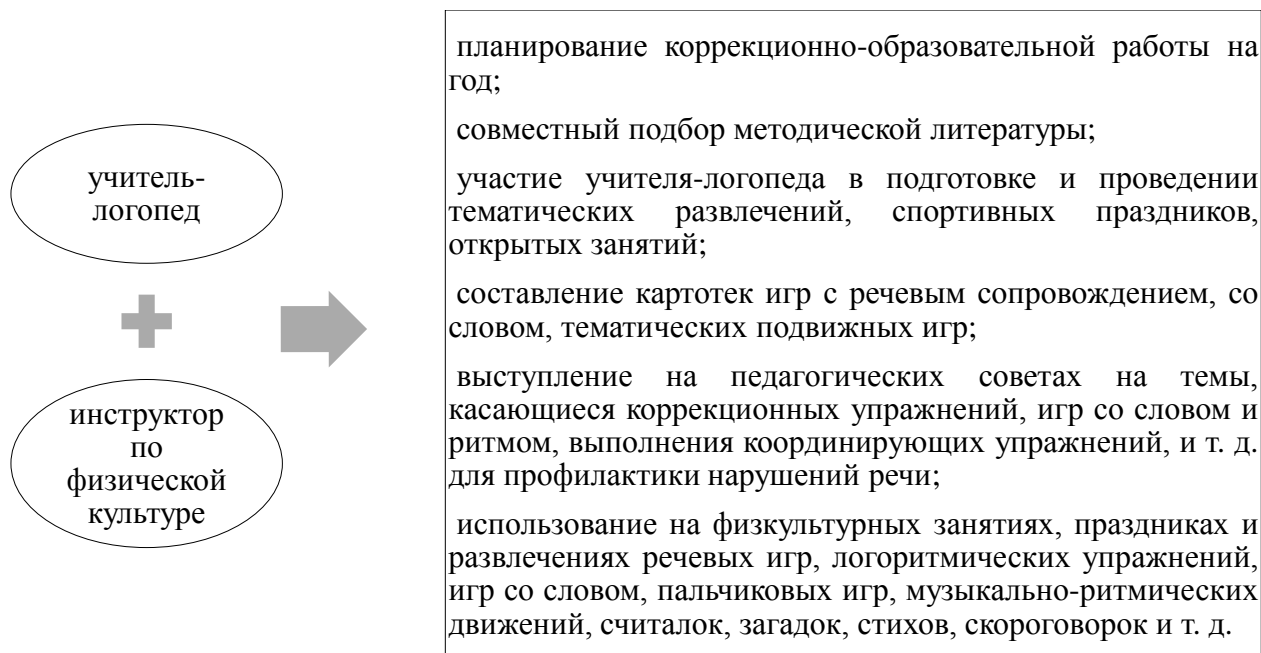 учитель-
логопед
инструктор
по
физической
культуре
планирование коррекционно-образовательной работы на
год;
совместный подбор методической литературы;
участие учителя-логопеда в подготовке и проведении
тематических развлечений, спортивных праздников,
открытых занятий;
составление картотек игр с речевым сопровождением, со
словом, тематических подвижных игр;
выступление на педагогических советах на темы,
касающиеся коррекционных упражнений, игр со словом и
ритмом, выполнения координирующих упражнений, и т. д.
для профилактики нарушений речи;
использование на физкультурных занятиях, праздниках и
развлечениях речевых игр, логоритмических упражнений,
игр со словом, пальчиковых игр, музыкально-ритмических
движений, считалок, загадок, стихов, скороговорок и т. д.